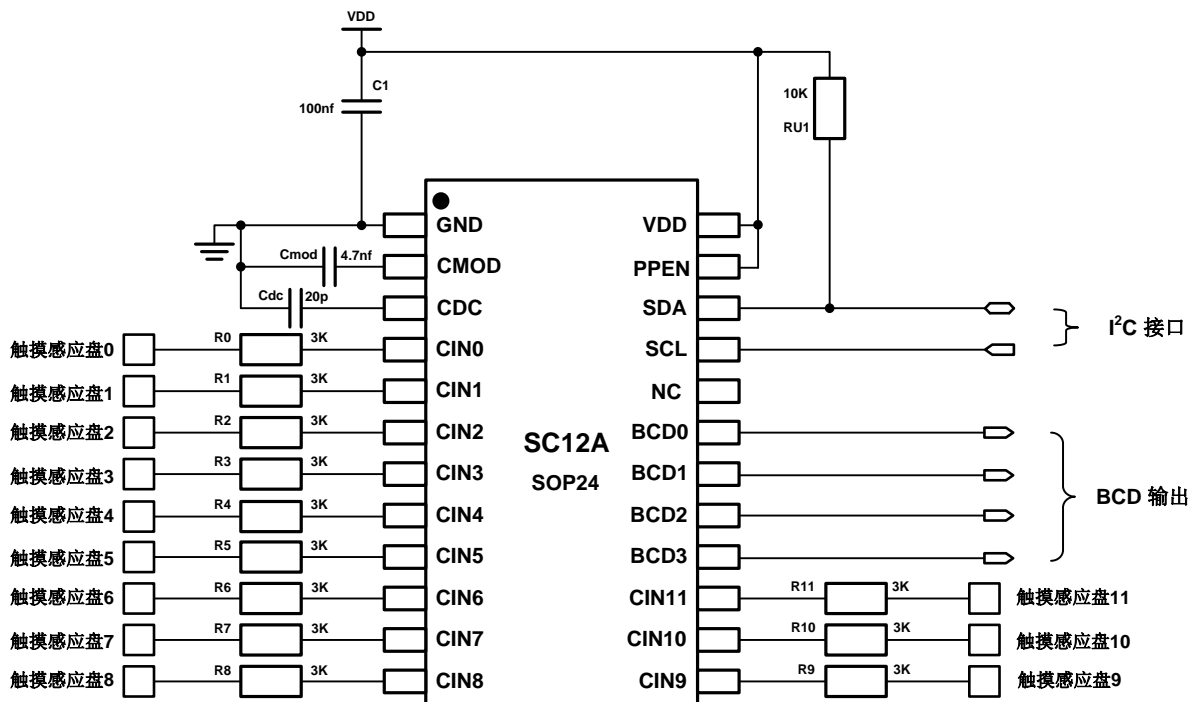 VDD
C1
100nf
10K
RU1
GND
VDD
Cmod 4.7nf
CMOD
PPEN
Cdc 20p
CDC
SDA
I²C 接口
触摸感应盘0 R0 3K CIN0
SCL
触摸感应盘1 R1 3K CIN1
NC
触摸感应盘2 R2 3K CIN2
BCD0
SC12A
触摸感应盘3 R3 3K CIN3
BCD1
SOP24
BCD 输出
触摸感应盘4 R4 3K CIN4
BCD2
触摸感应盘5 R5 3K CIN5
BCD3
触摸感应盘6 R6 3K CIN6
CIN11 R11 3K 触摸感应盘11
触摸感应盘7 R7 3K CIN7
CIN10 R10 3K 触摸感应盘10
触摸感应盘8 R8 3K CIN8
CIN9 R9 3K 触摸感应盘9